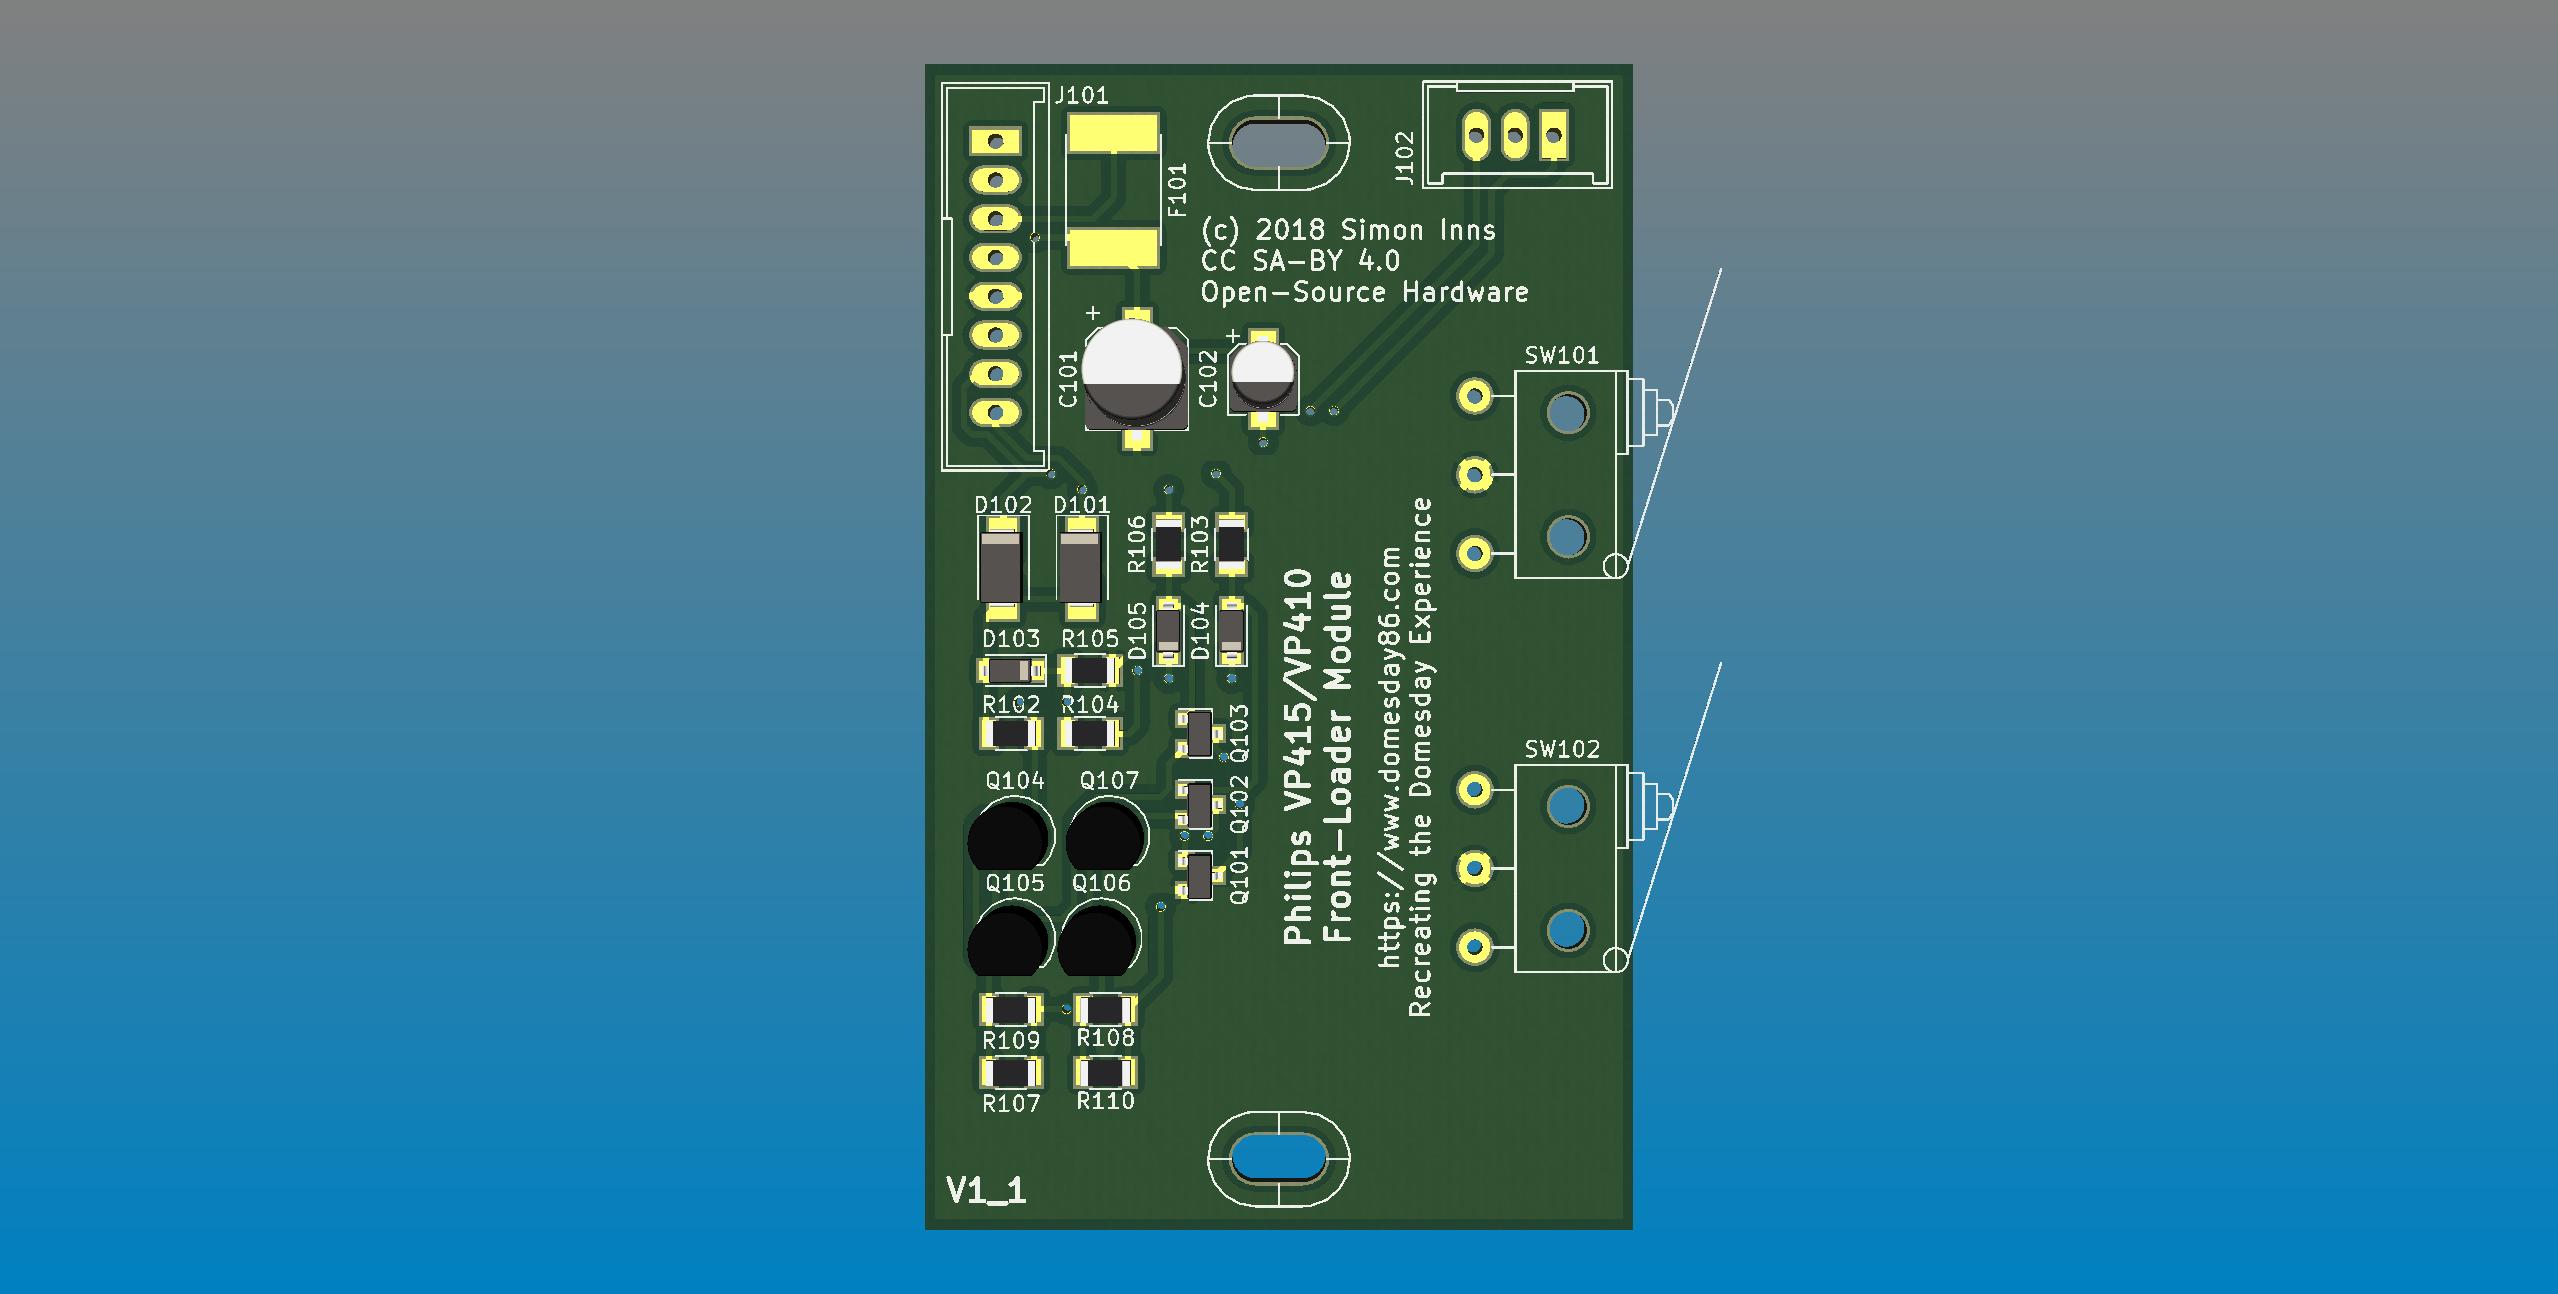 J101
J102
F101
(c) 2018 Simon Inns
CC SA-BY 4.0
Open-Source Hardware
+
C101
+
C102
SW101
D102
D101
R106
R103
D103
R105
D105
D104
R102
R104
Q103
Q102
Q101
Q104
Q107
Q105
Q106
Philips VP415/VP410
Front-Loader Module
https://www.domesday86.com
Recreating the Domesday Experience
SW102
R109
R108
R107
R110
V1_1